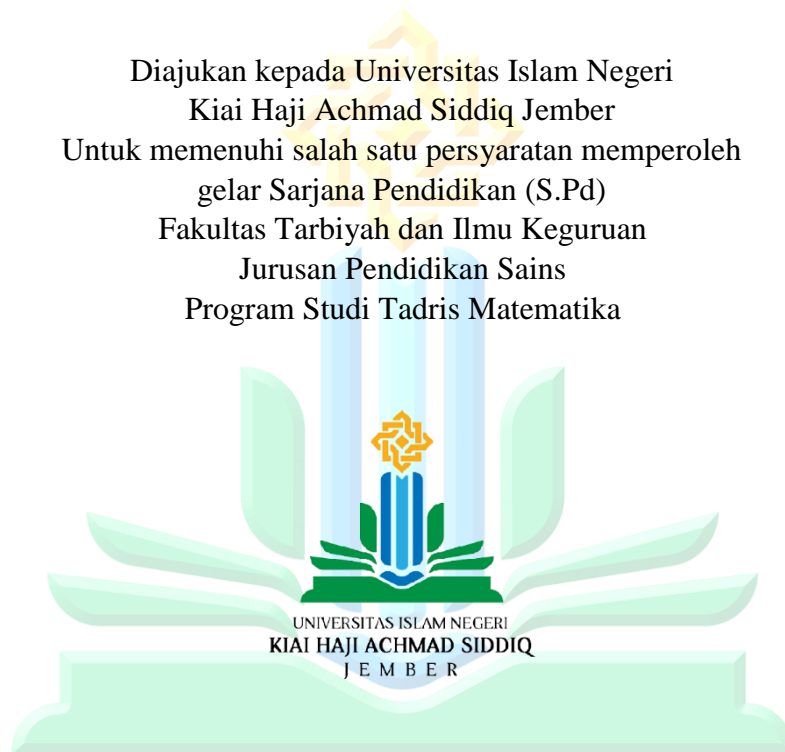 Diajukan kepada Universitas Islam Negeri
Kiai Haji Achmad Siddiq Jember
Untuk memenuhi salah satu persyaratan memperoleh
gelar Sarjana Pendidikan (S.Pd)
Fakultas Tarbiyah dan Ilmu Keguruan
Jurusan Pendidikan Sains
Program Studi Tadris Matematika
UNIVERSITAS ISLAM NEGERI
KIAI HAJI ACHMAD SIDDIQ
JEMBER